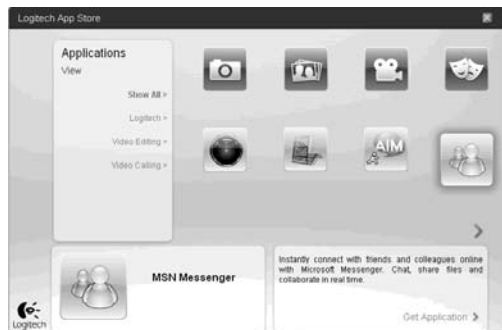 Logitech App Store
Applications
View
Show All >
Logitech >
Video Editing >
Video Calling >
AIM
MSN Messenger
Instantly connect with friends and colleagues online
with Microsoft Messenger. Chat, share files and
collaborate in real time.
Get Application >
Logitech